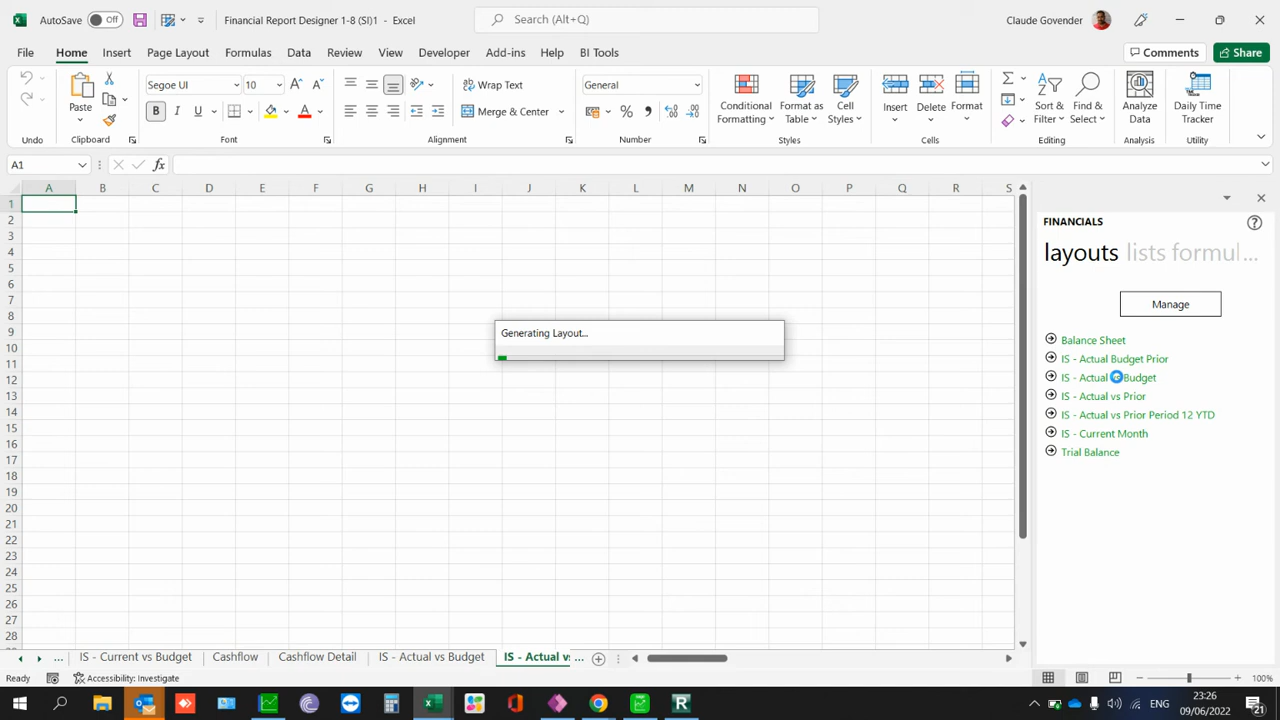 AutoSave Off Financial Report Designer 1-8 (SI)1 - Excel Search (Alt+Q) Claude Govender
File Home Insert Page Layout Formulas Data Review View Developer Add-ins Help BI Tools Comments Share
Segoe UI 10 Wrap Text General
Paste B I U A Merge & Center % Conditional Formatting Format as Table Cell Styles Insert Delete Format Sort & Filter Find & Select Analyze Data Daily Time Tracker
Undo Clipboard Font Alignment Number Styles Cells Editing Analysis Utility
A1 fx
A B C D E F G H I J K L M N O P Q R S
1
2
3
4
5
6
7
8
9
10
11
12
13
14
15
16
17
18
19
20
21
22
23
24
25
26
27
28
Generating Layout...
FINANCIALS
layouts lists formul...
Manage
Balance Sheet
IS - Actual Budget Prior
IS - Actual Budget
IS - Actual vs Prior
IS - Actual vs Prior Period 12 YTD
IS - Current Month
Trial Balance
... IS - Current vs Budget Cashflow Cashflow Detail IS - Actual vs Budget IS - Actual vs ...
Ready Accessibility: Investigate 100%
ENG 23:26
09/06/2022 21